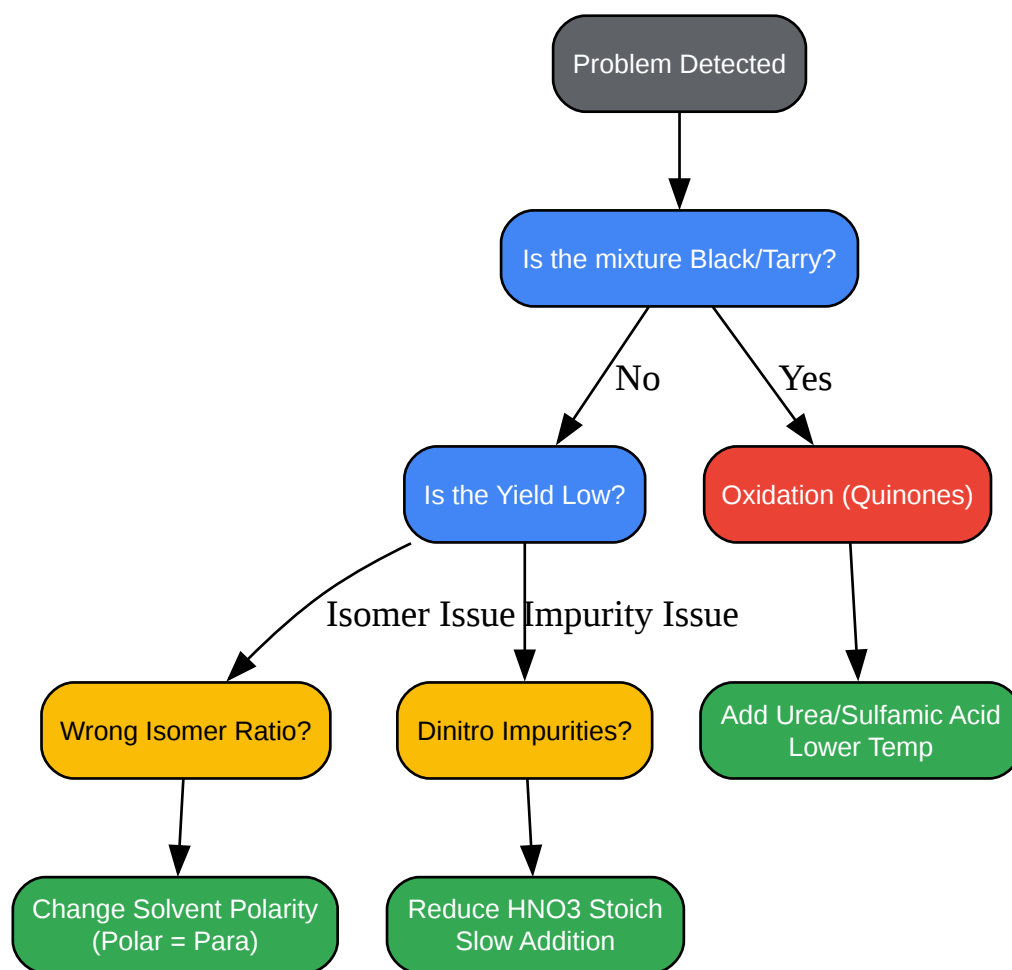 Problem Detected
Is the mixture Black/Tarry?
No
Yes
Is the Yield Low?
Oxidation (Quinones)
Isomer Issue
Impurity Issue
Wrong Isomer Ratio?
Dinitro Impurities?
Add Urea/Sulfamic Acid
Lower Temp
Change Solvent Polarity
(Polar = Para)
Reduce HNO3 Stoich
Slow Addition